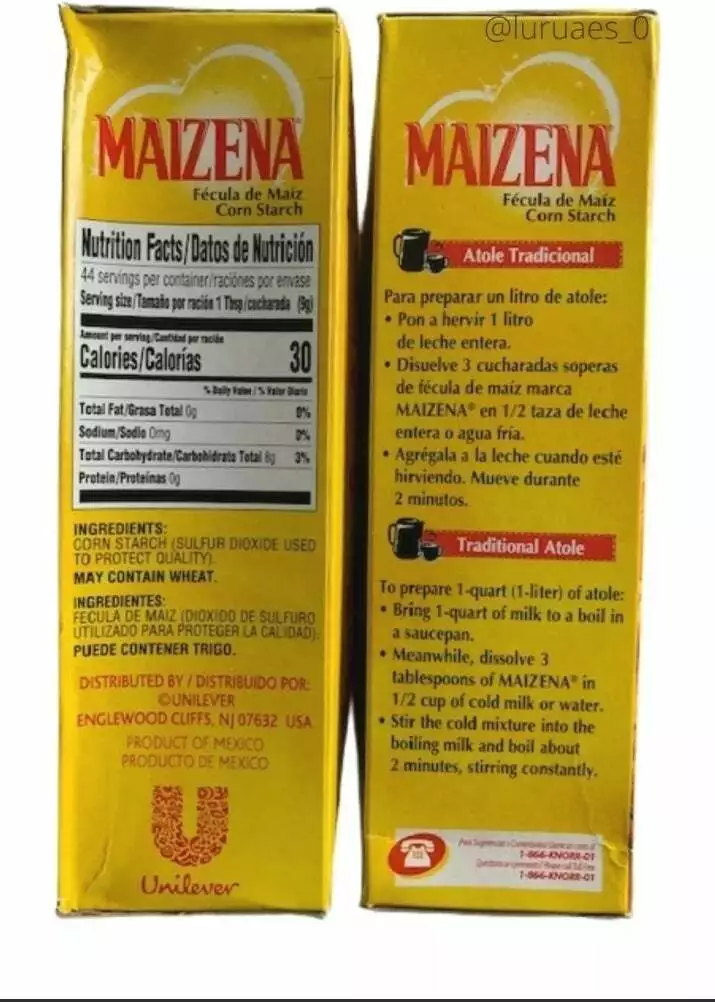 @luruaes_0
MAIZENA®
Fécula de Maíz
Corn Starch
Nutrition Facts/Datos de Nutrición
44 servings per container/raciónes por envase
Serving size/Tamaño por ración 1 Tbsp/cucharada (9g)
Amount per serving/Cantidad por ración
Calories/Calorías 30
% Daily Value / % Valor Diario
Total Fat/Grasa Total 0g 0%
Sodium/Sodio 0mg 0%
Total Carbohydrate/Carbohidrato Total 8g 3%
Protein/Proteinas 0g
INGREDIENTS:
CORN STARCH (SULFUR DIOXIDE USED
TO PROTECT QUALITY).
MAY CONTAIN WHEAT.
INGREDIENTES:
FECULA DE MAIZ (DIOXIDO DE SULFURO
UTILIZADO PARA PROTEGER LA CALIDAD).
PUEDE CONTENER TRIGO.
DISTRIBUTED BY / DISTRIBUIDO POR:
©UNILEVER
ENGLEWOOD CLIFFS, NJ 07632 USA
PRODUCT OF MEXICO
PRODUCTO DE MEXICO
Unilever
MAIZENA®
Fécula de Maíz
Corn Starch
Atole Tradicional
Para preparar un litro de atole:
• Pon a hervir 1 litro
de leche entera.
• Disuelve 3 cucharadas soperas
de fécula de maíz marca
MAIZENA® en 1/2 taza de leche
entera o agua fría.
• Agrégala a la leche cuando esté
hirviendo. Mueve durante
2 minutos.
Traditional Atole
To prepare 1-quart (1-liter) of atole:
• Bring 1-quart of milk to a boil in
a saucepan.
• Meanwhile, dissolve 3
tablespoons of MAIZENA® in
1/2 cup of cold milk or water.
• Stir the cold mixture into the
boiling milk and boil about
2 minutes, stirring constantly.
1-866-KNORR-01
1-866-KNORR-01